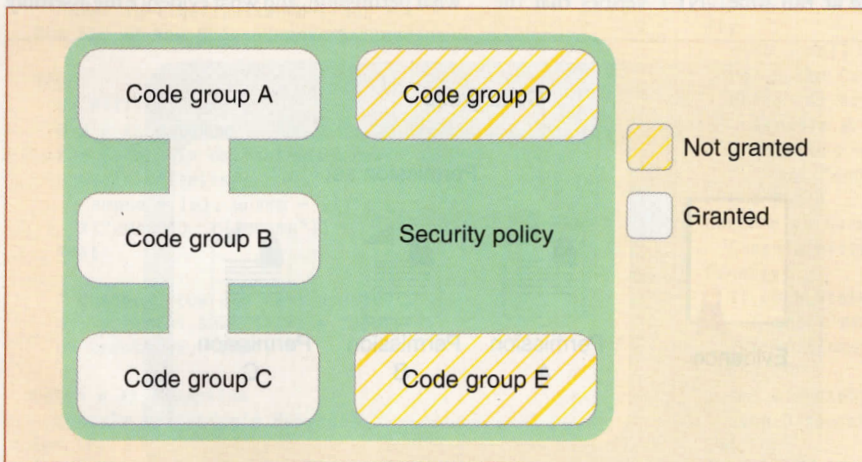 Code group A
Code group D
Not granted
Granted
Code group B
Security policy
Code group C
Code group E